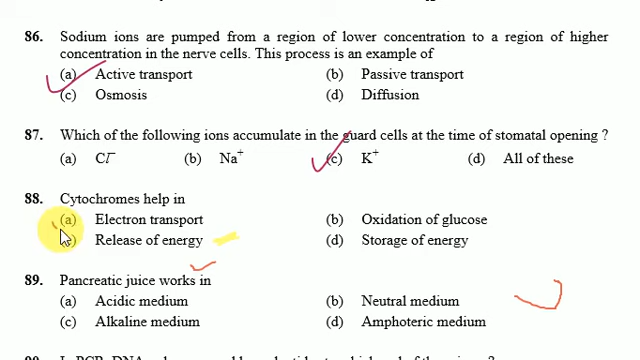 86. Sodium ions are pumped from a region of lower concentration to a region of higher
concentration in the nerve cells. This process is an example of
(a) Active transport (b) Passive transport
(c) Osmosis (d) Diffusion
87. Which of the following ions accumulate in the guard cells at the time of stomatal opening ?
(a) Cl⁻ (b) Na⁺ (c) K⁺ (d) All of these
88. Cytochromes help in
(a) Electron transport (b) Oxidation of glucose
Release of energy (d) Storage of energy
89. Pancreatic juice works in
(a) Acidic medium (b) Neutral medium
(c) Alkaline medium (d) Amphoteric medium